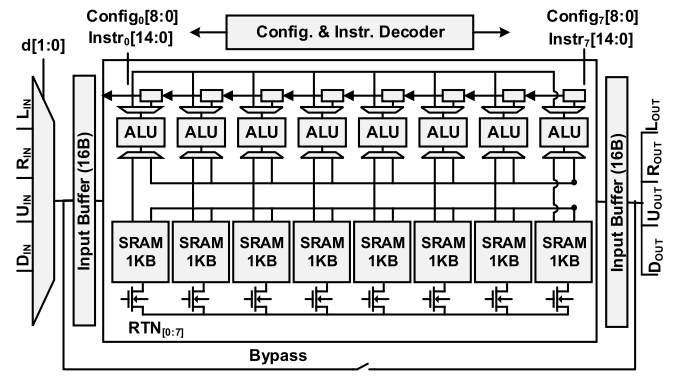 Config₀[8:0]
Instr₀[14:0]
Config. & Instr. Decoder
Config₇[8:0]
Instr₇[14:0]
d[1:0]
L_IN
R_IN
U_IN
D_IN
Input Buffer (16B)
ALU ALU ALU ALU ALU ALU ALU ALU
SRAM SRAM SRAM SRAM SRAM SRAM SRAM SRAM
1KB 1KB 1KB 1KB 1KB 1KB 1KB 1KB
RTN[0:7]
Input Buffer (16B)
L_OUT
R_OUT
U_OUT
D_OUT
Bypass